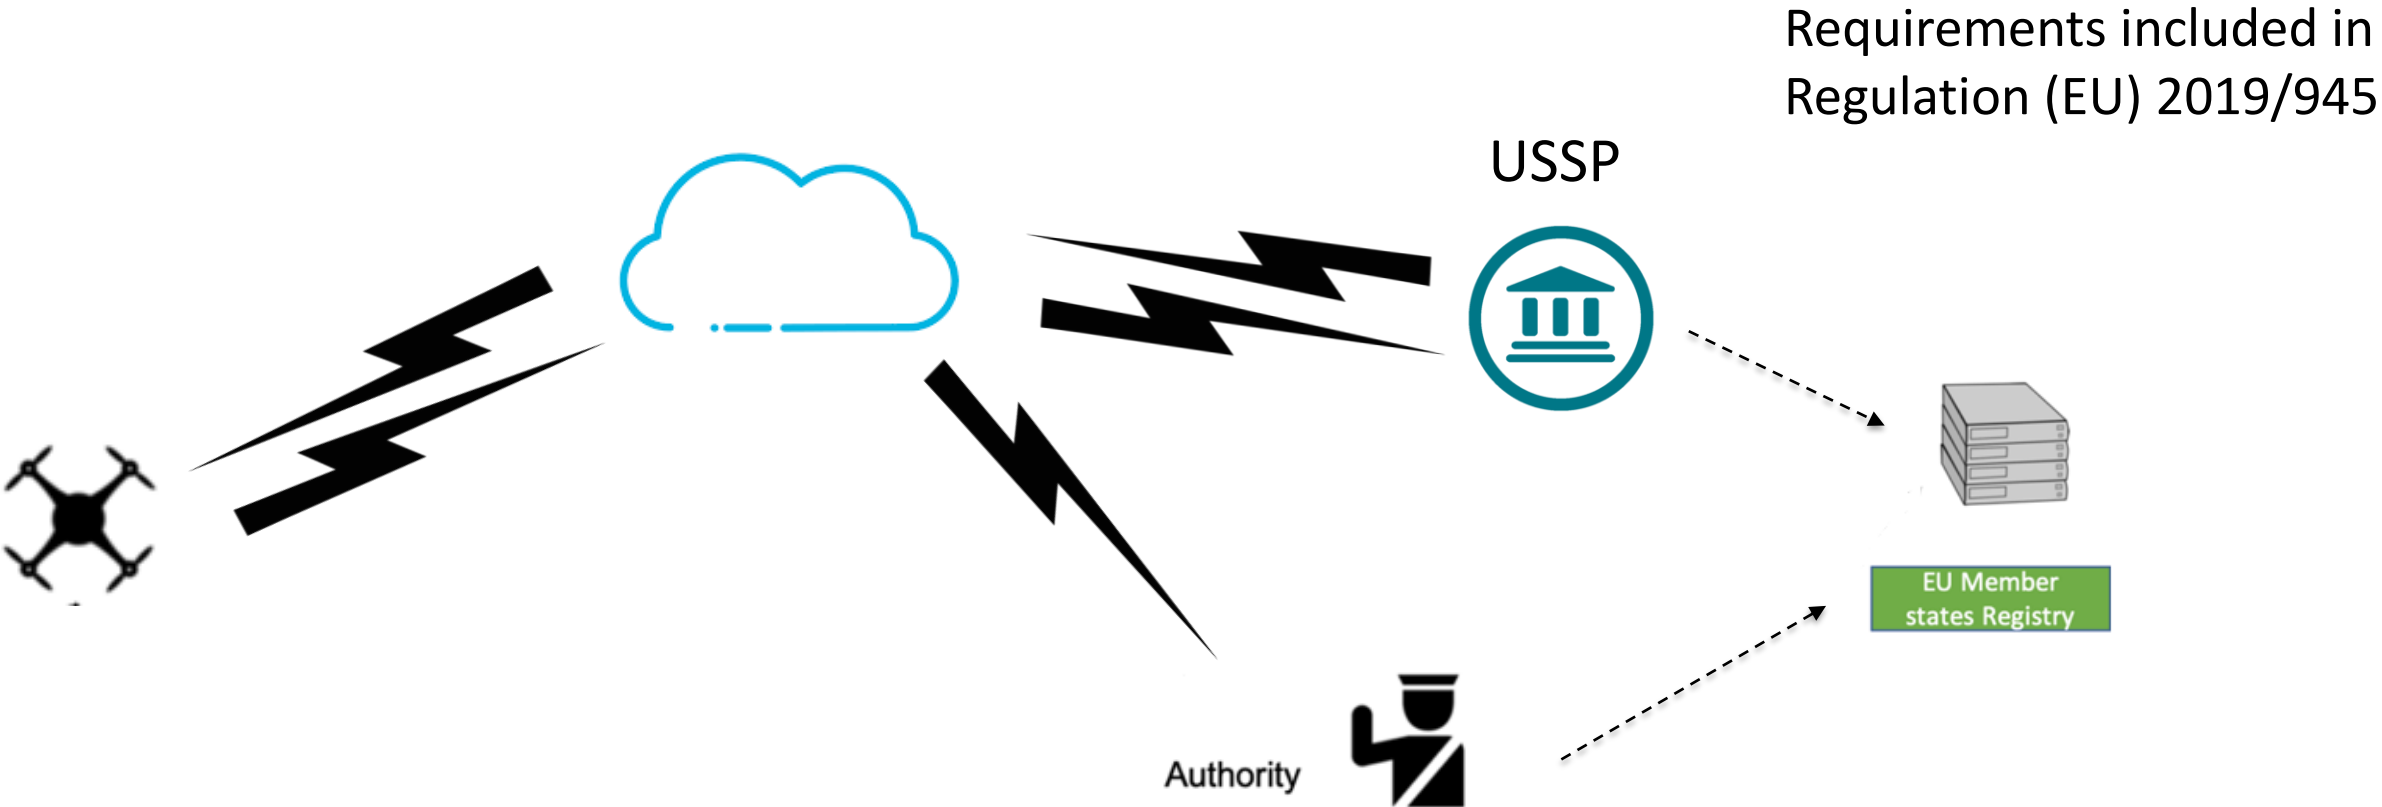 Requirements included in
Regulation (EU) 2019/945
USSP
EU Member
states Registry
Authority